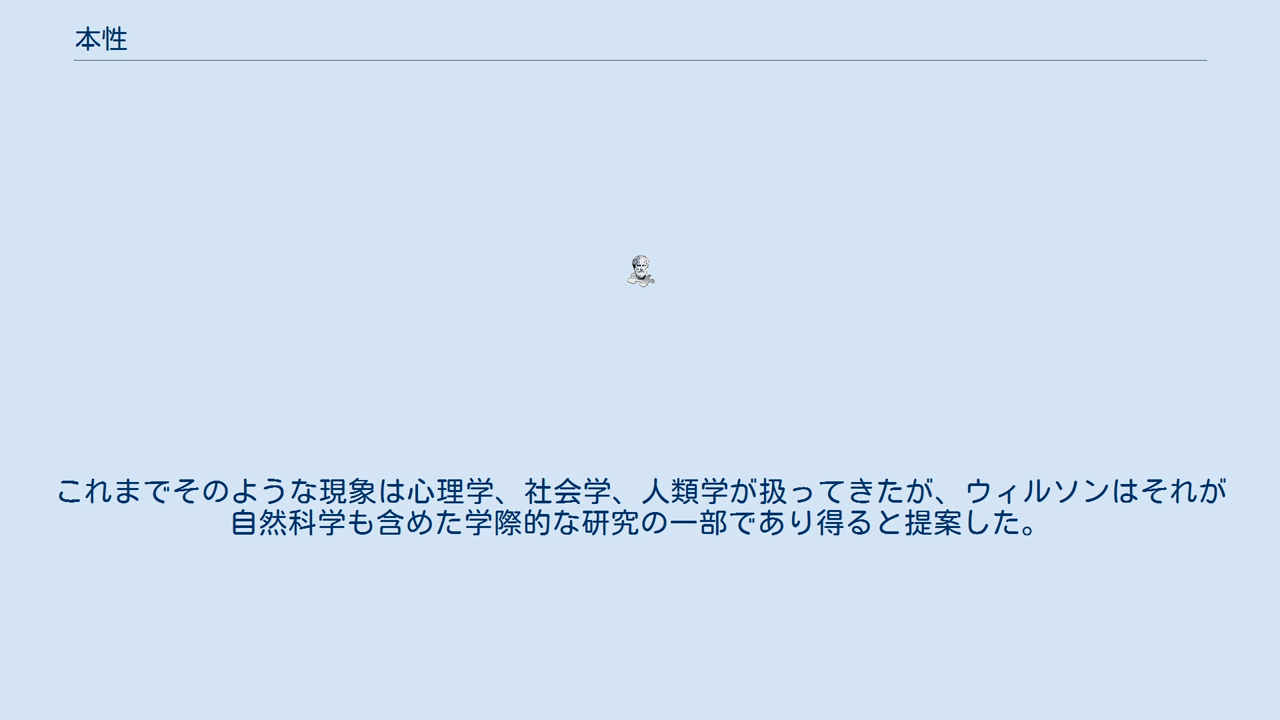 本性
これまでそのような現象は心理学、社会学、人類学が扱ってきたが、ウィルソンはそれが
自然科学も含めた学際的な研究の一部であり得ると提案した。